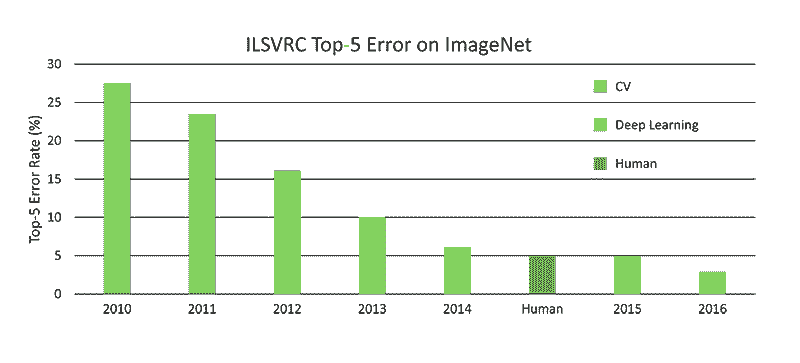 ILSVRC Top-5 Error on ImageNet
30
25
20
15
10
5
0
Top-5 Error Rate (%)
CV
Deep Learning
Human
2010 2011 2012 2013 2014 Human 2015 2016